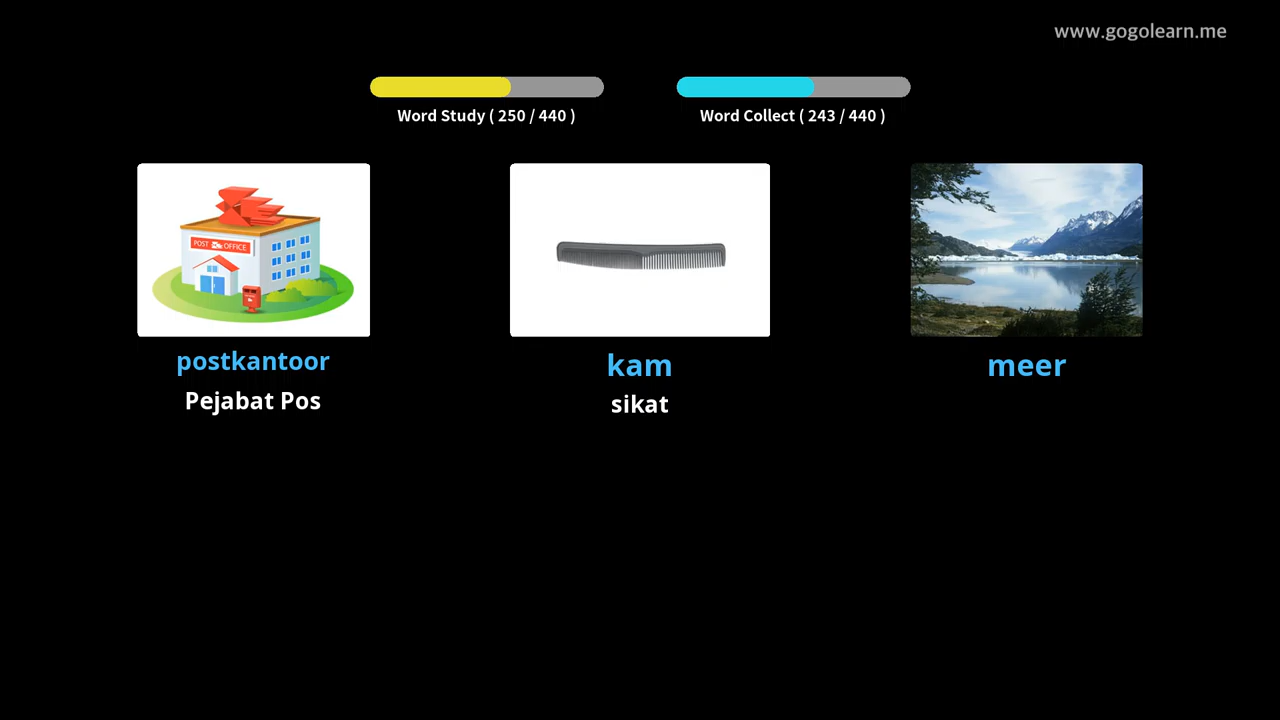 www.gogolearn.me
Word Study ( 250 / 440 )
Word Collect ( 243 / 440 )
POST OFFICE
postkantoor
kam
meer
Pejabat Pos
sikat